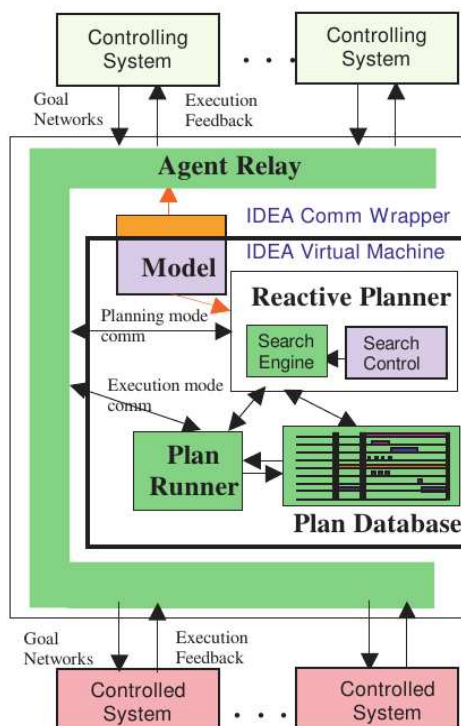 Controlling
System
. . .
Controlling
System
Goal
Networks
Execution
Feedback
Agent Relay
IDEA Comm Wrapper
IDEA Virtual Machine
Model
Reactive Planner
Planning mode
comm
Search
Engine
Search
Control
Execution mode
comm
Plan
Runner
Plan Database
Goal
Networks
Execution
Feedback
Controlled
System
. . .
Controlled
System